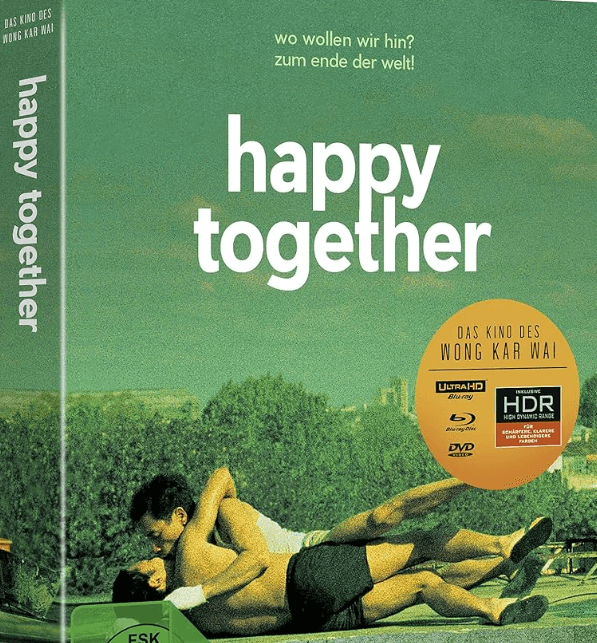 DAS KINO DES
WONG KAR WAI
happy together
wo wollen wir hin?
zum ende der welt!
happy
together
DAS KINO DES
WONG KAR WAI
ULTRA HD
Blu-ray
INKLUSIVE
HDR
HIGH DYNAMIC RANGE
FÜR
SCHÄRFERE, KLARERE
UND LEBENDIGERE
FARBEN
Blu-ray Disc
DVD
VIDEO
FSK